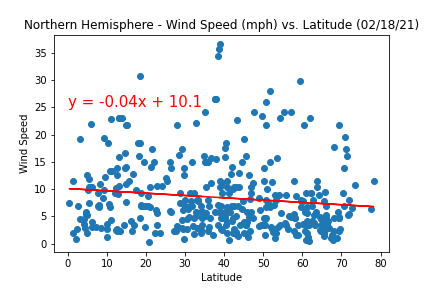 Northern Hemisphere - Wind Speed (mph) vs. Latitude (02/18/21)
35
30
y = -0.04x + 10.1
25
20
Wind Speed
15
10
5
0
0 10 20 30 40 50 60 70 80
Latitude